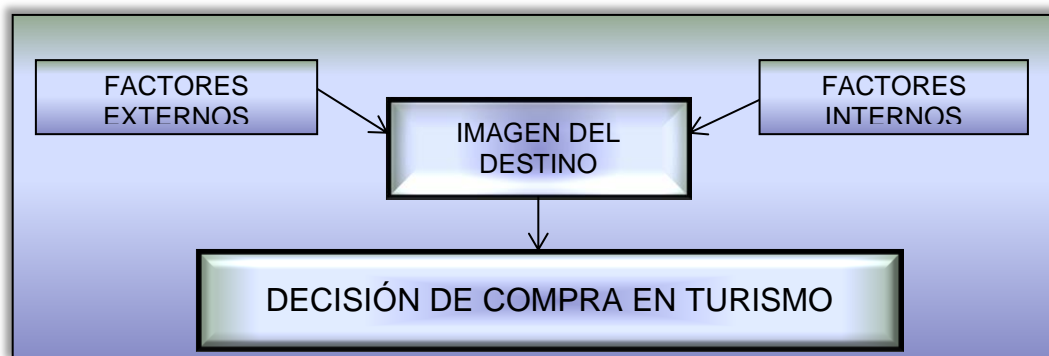 FACTORES
EXTERNOS
FACTORES
INTERNOS
IMAGEN DEL
DESTINO
DECISIÓN DE COMPRA EN TURISMO